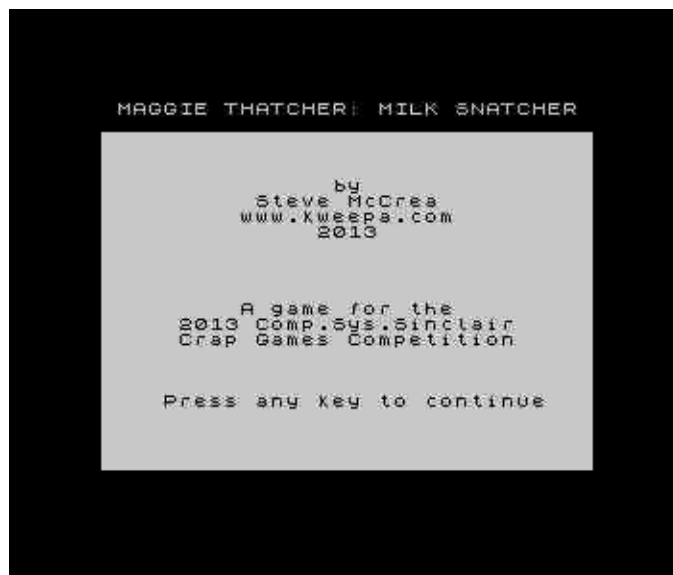 MAGGIE THATCHER: MILK SNATCHER
by
Steve McCrea
www.kweepa.com
2013
A game for the
2013 Comp.Sys.Sinclair
Crap Games Competition
Press any key to continue